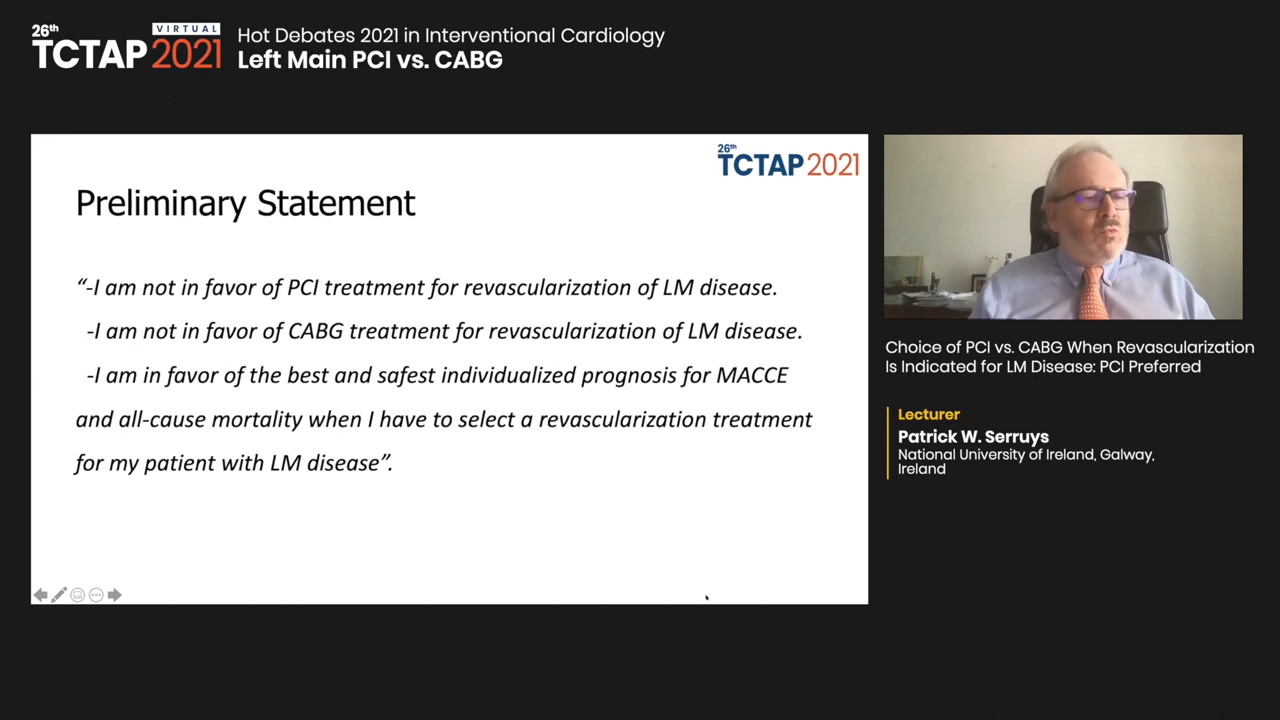 26th
VIRTUAL
TCTAP 2021
Hot Debates 2021 in Interventional Cardiology
Left Main PCI vs. CABG
26th
TCTAP 2021
Preliminary Statement
“-I am not in favor of PCI treatment for revascularization of LM disease.
-I am not in favor of CABG treatment for revascularization of LM disease.
-I am in favor of the best and safest individualized prognosis for MACCE
and all-cause mortality when I have to select a revascularization treatment
for my patient with LM disease”.
Choice of PCI vs. CABG When Revascularization
Is Indicated for LM Disease: PCI Preferred
Lecturer
Patrick W. Serruys
National University of Ireland, Galway,
Ireland